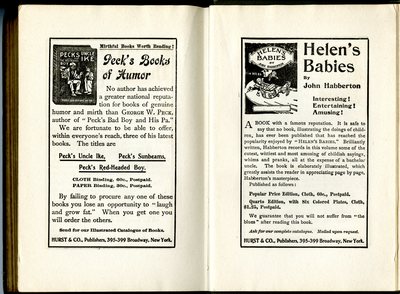 Mirthful Books Worth Reading!
PECK'S UNCLE IKE
Peck's Books
of Humor
No author has achieved
a greater national reputa-
tion for books of genuine
humor and mirth than GEORGE W. PECK,
author of "Peck's Bad Boy and His Pa."
We are fortunate to be able to offer,
within everyone's reach, three of his latest
books. The titles are
Peck's Uncle Ike, Peck's Sunbeams,
Peck's Red-Headed Boy,
CLOTH Binding, 60c., Postpaid.
PAPER Binding, 30c., Postpaid.
By failing to procure any one of these
books you lose an opportunity to "laugh
and grow fat." When you get one you
will order the others.
Send for our Illustrated Catalogue of Books.
HURST & CO., Publishers, 395-399 Broadway, New York.
HELEN'S
BABIES
Helen's
Babies
By
John Habberton
Interesting!
Entertaining!
Amusing!
A BOOK with a famous reputation. It is safe to
say that no book, illustrating the doings of child-
ren, has ever been published that has reached the
popularity enjoyed by "HELEN'S BABIES." Brilliantly
written, Habberton records in this volume some of the
cutest, wittiest and most amusing of childish sayings,
whims and pranks, all at the expense of a bachelor
uncle. The book is elaborately illustrated, which
greatly assists the reader in appreciating page by page,
Habberton's masterpiece.
Published as follows:
Popular Price Edition, Cloth, 60c., Postpaid.
Quarto Edition, with Six Colored Plates, Cloth,
$1.25, Postpaid.
We guarantee that you will not suffer from "the
blues" after reading this book.
Ask for our complete catalogue. Mailed upon request.
HURST & CO., Publishers, 395-399 Broadway, New York.